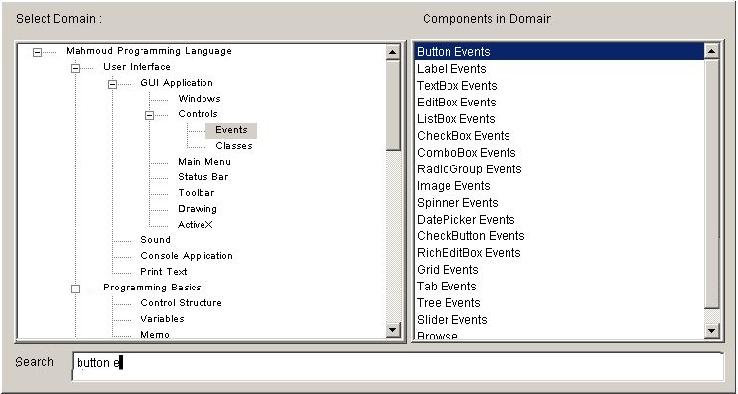 Select Domain :
Mahmoud Programming Language
User Interface
GUI Application
Windows
Controls
Events
Classes
Main Menu
Status Bar
Toolbar
Drawing
ActiveX
Sound
Console Application
Print Text
Programming Basics
Control Structure
Variables
Memo
Components in Domair
Button Events
Label Events
TextBox Events
EditBox Events
ListBox Events
CheckBox Events
ComboBox Events
RadioGroup Events
Image Events
Spinner Events
DatePicker Events
CheckButton Events
RichEditBox Events
Grid Events
Tab Events
Tree Events
Slider Events
Browse
Search
button e